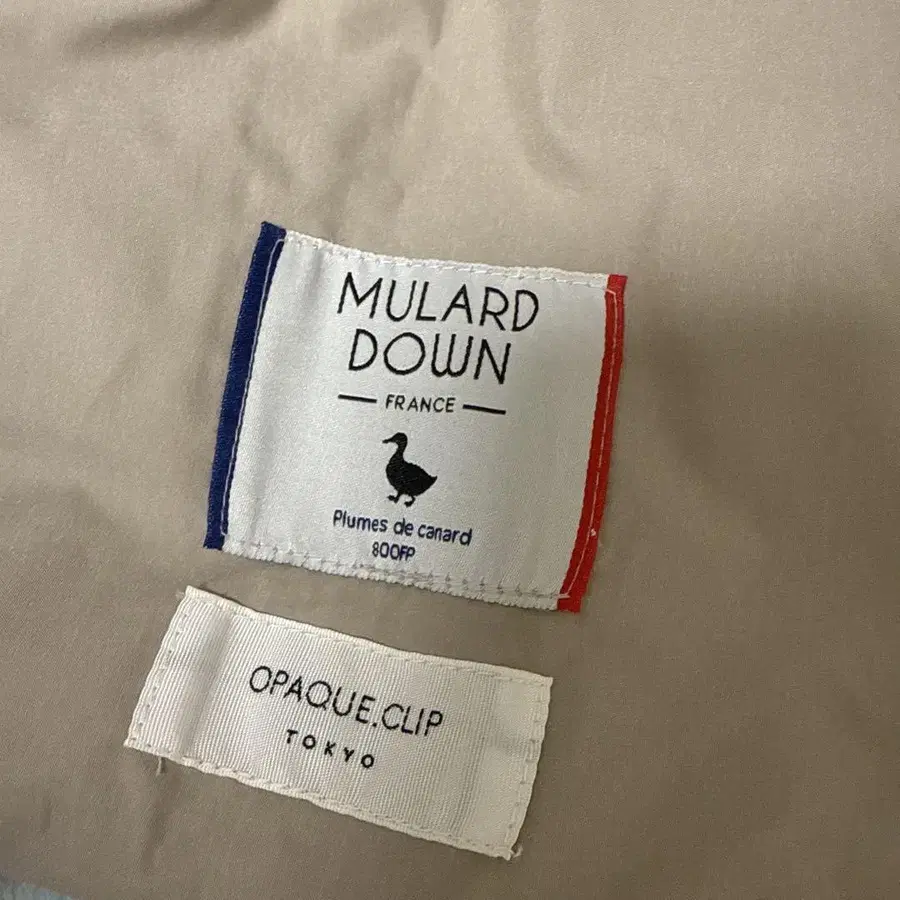 MULARD
DOWN
FRANCE
Plumes de canard
800FP
OPAQUE.CLIP
TOKYO